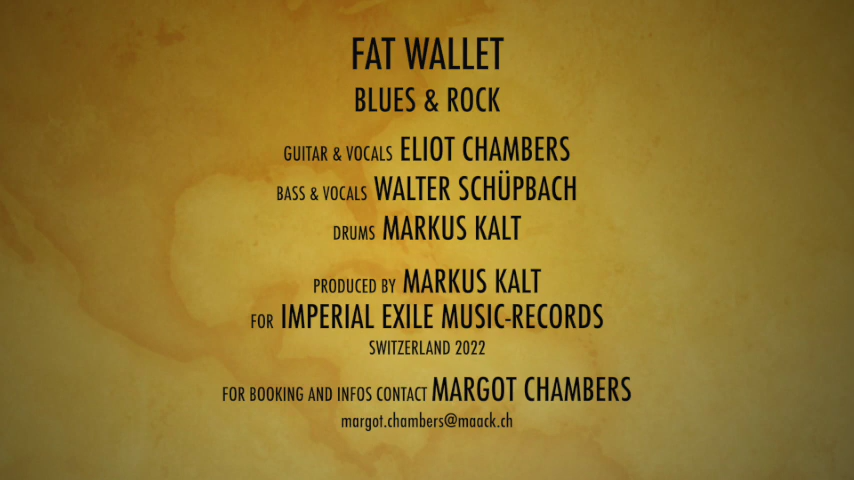 FAT WALLET
BLUES & ROCK
GUITAR & VOCALS ELIOT CHAMBERS
BASS & VOCALS WALTER SCHÜPBACH
DRUMS MARKUS KALT
PRODUCED BY MARKUS KALT
FOR IMPERIAL EXILE MUSIC-RECORDS
SWITZERLAND 2022
FOR BOOKING AND INFOS CONTACT MARGOT CHAMBERS
margot.chambers@maack.ch